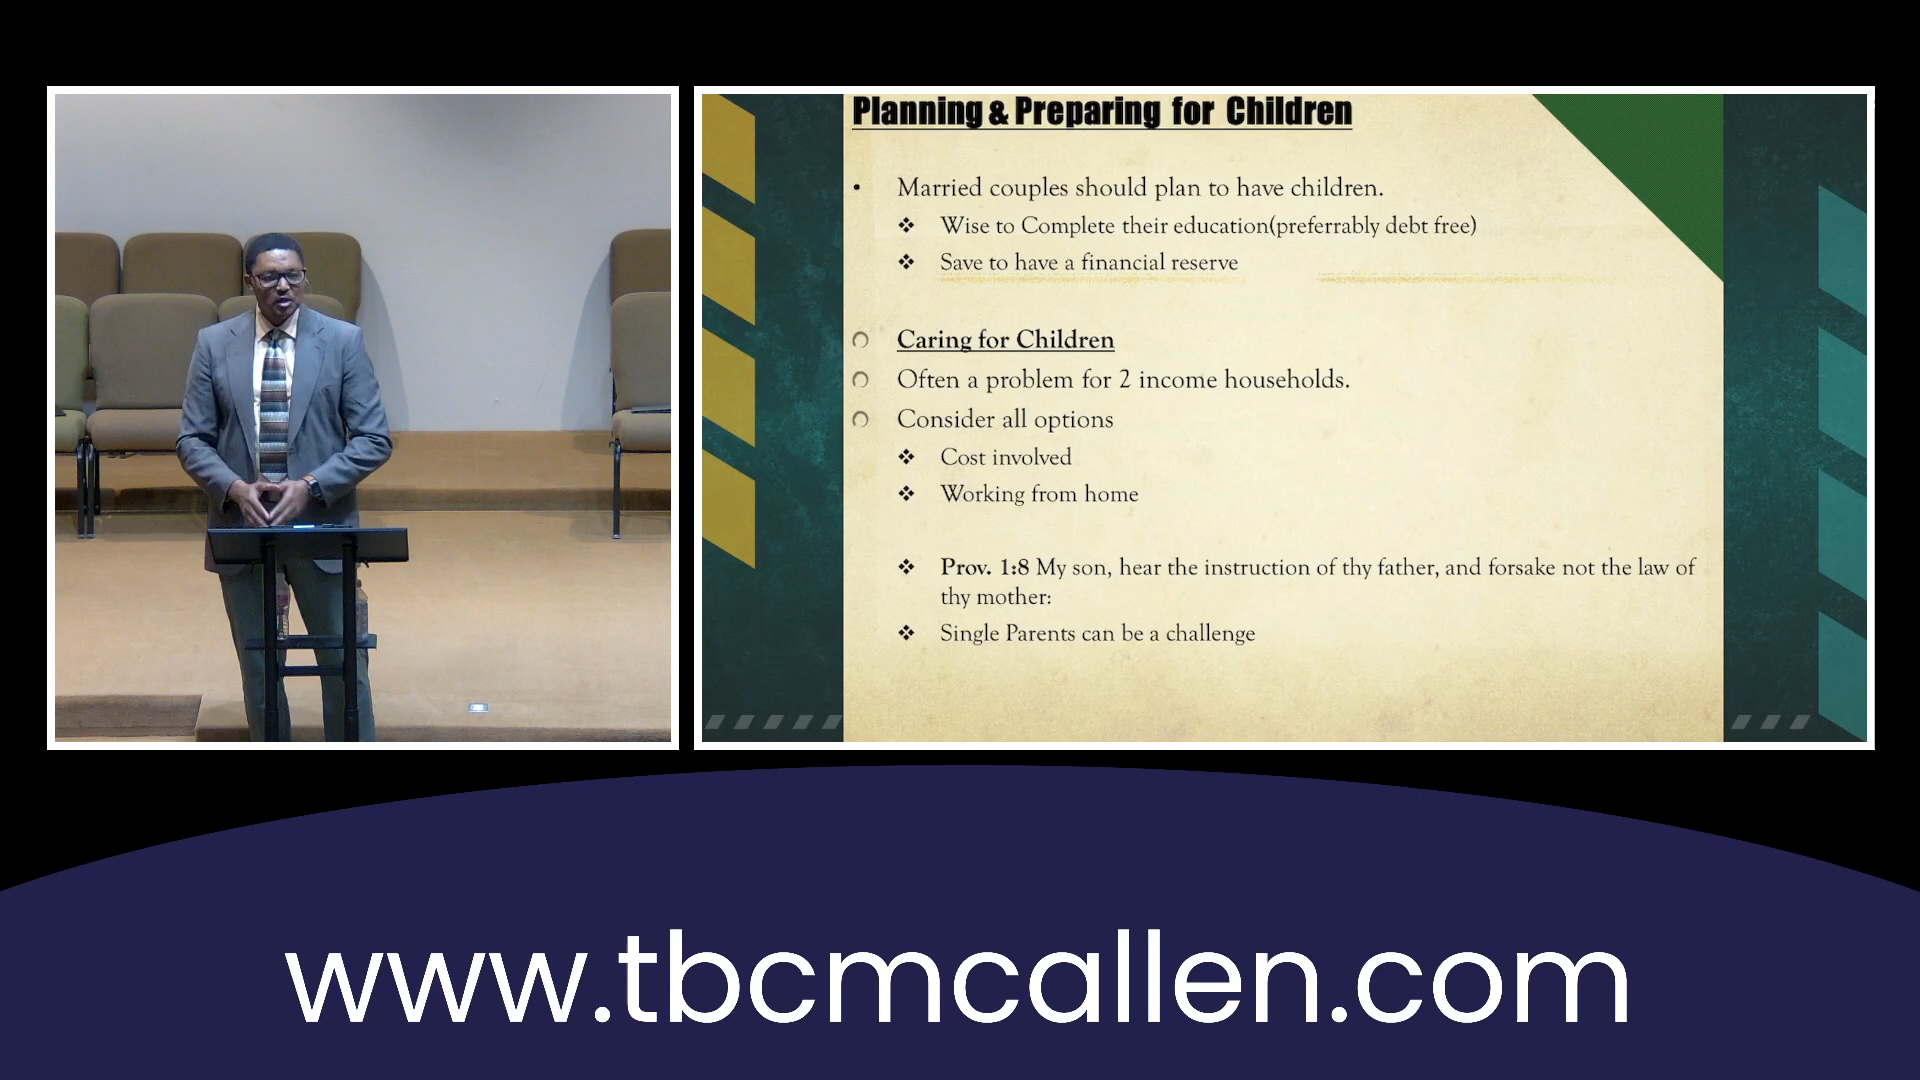 Planning & Preparing for Children
• Married couples should plan to have children.
❖ Wise to Complete their education(preferrably debt free)
❖ Save to have a financial reserve
Caring for Children
Often a problem for 2 income households.
Consider all options
❖ Cost involved
❖ Working from home
❖ Prov. 1:8 My son, hear the instruction of thy father, and forsake not the law of
thy mother:
❖ Single Parents can be a challenge
www.tbcmcallen.com